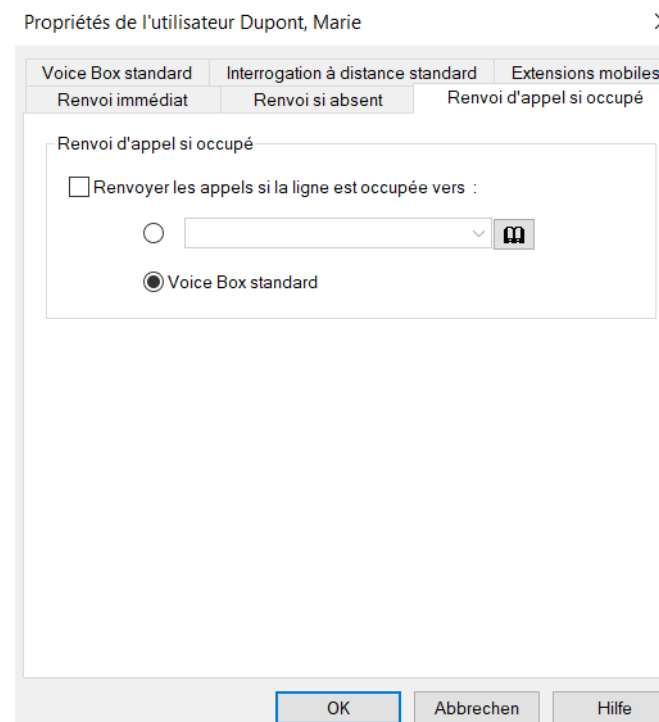 Propriétés de l'utilisateur Dupont, Marie
Voice Box standard Interrogation à distance standard Extensions mobiles
Renvoi immédiat Renvoi si absent Renvoi d'appel si occupé
Renvoi d'appel si occupé
Renvoyer les appels si la ligne est occupée vers :
Voice Box standard
OK Abbrechen Hilfe